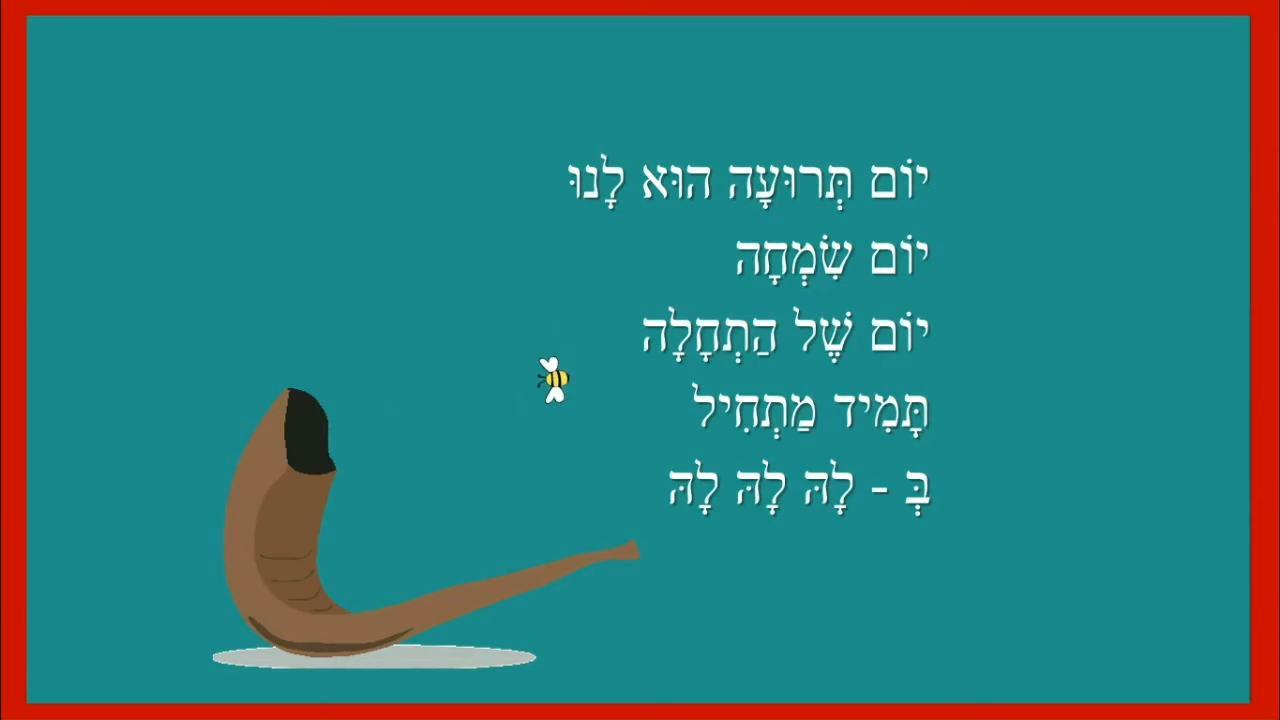 יוֹם תְּרוּעָה הוּא לָנוּ
יוֹם שִׂמְחָה
יוֹם שֶׁל הַתְחָלָה
תָּמִיד מַתְחִיל
בְּ - לָהּ לָהּ לָהּ